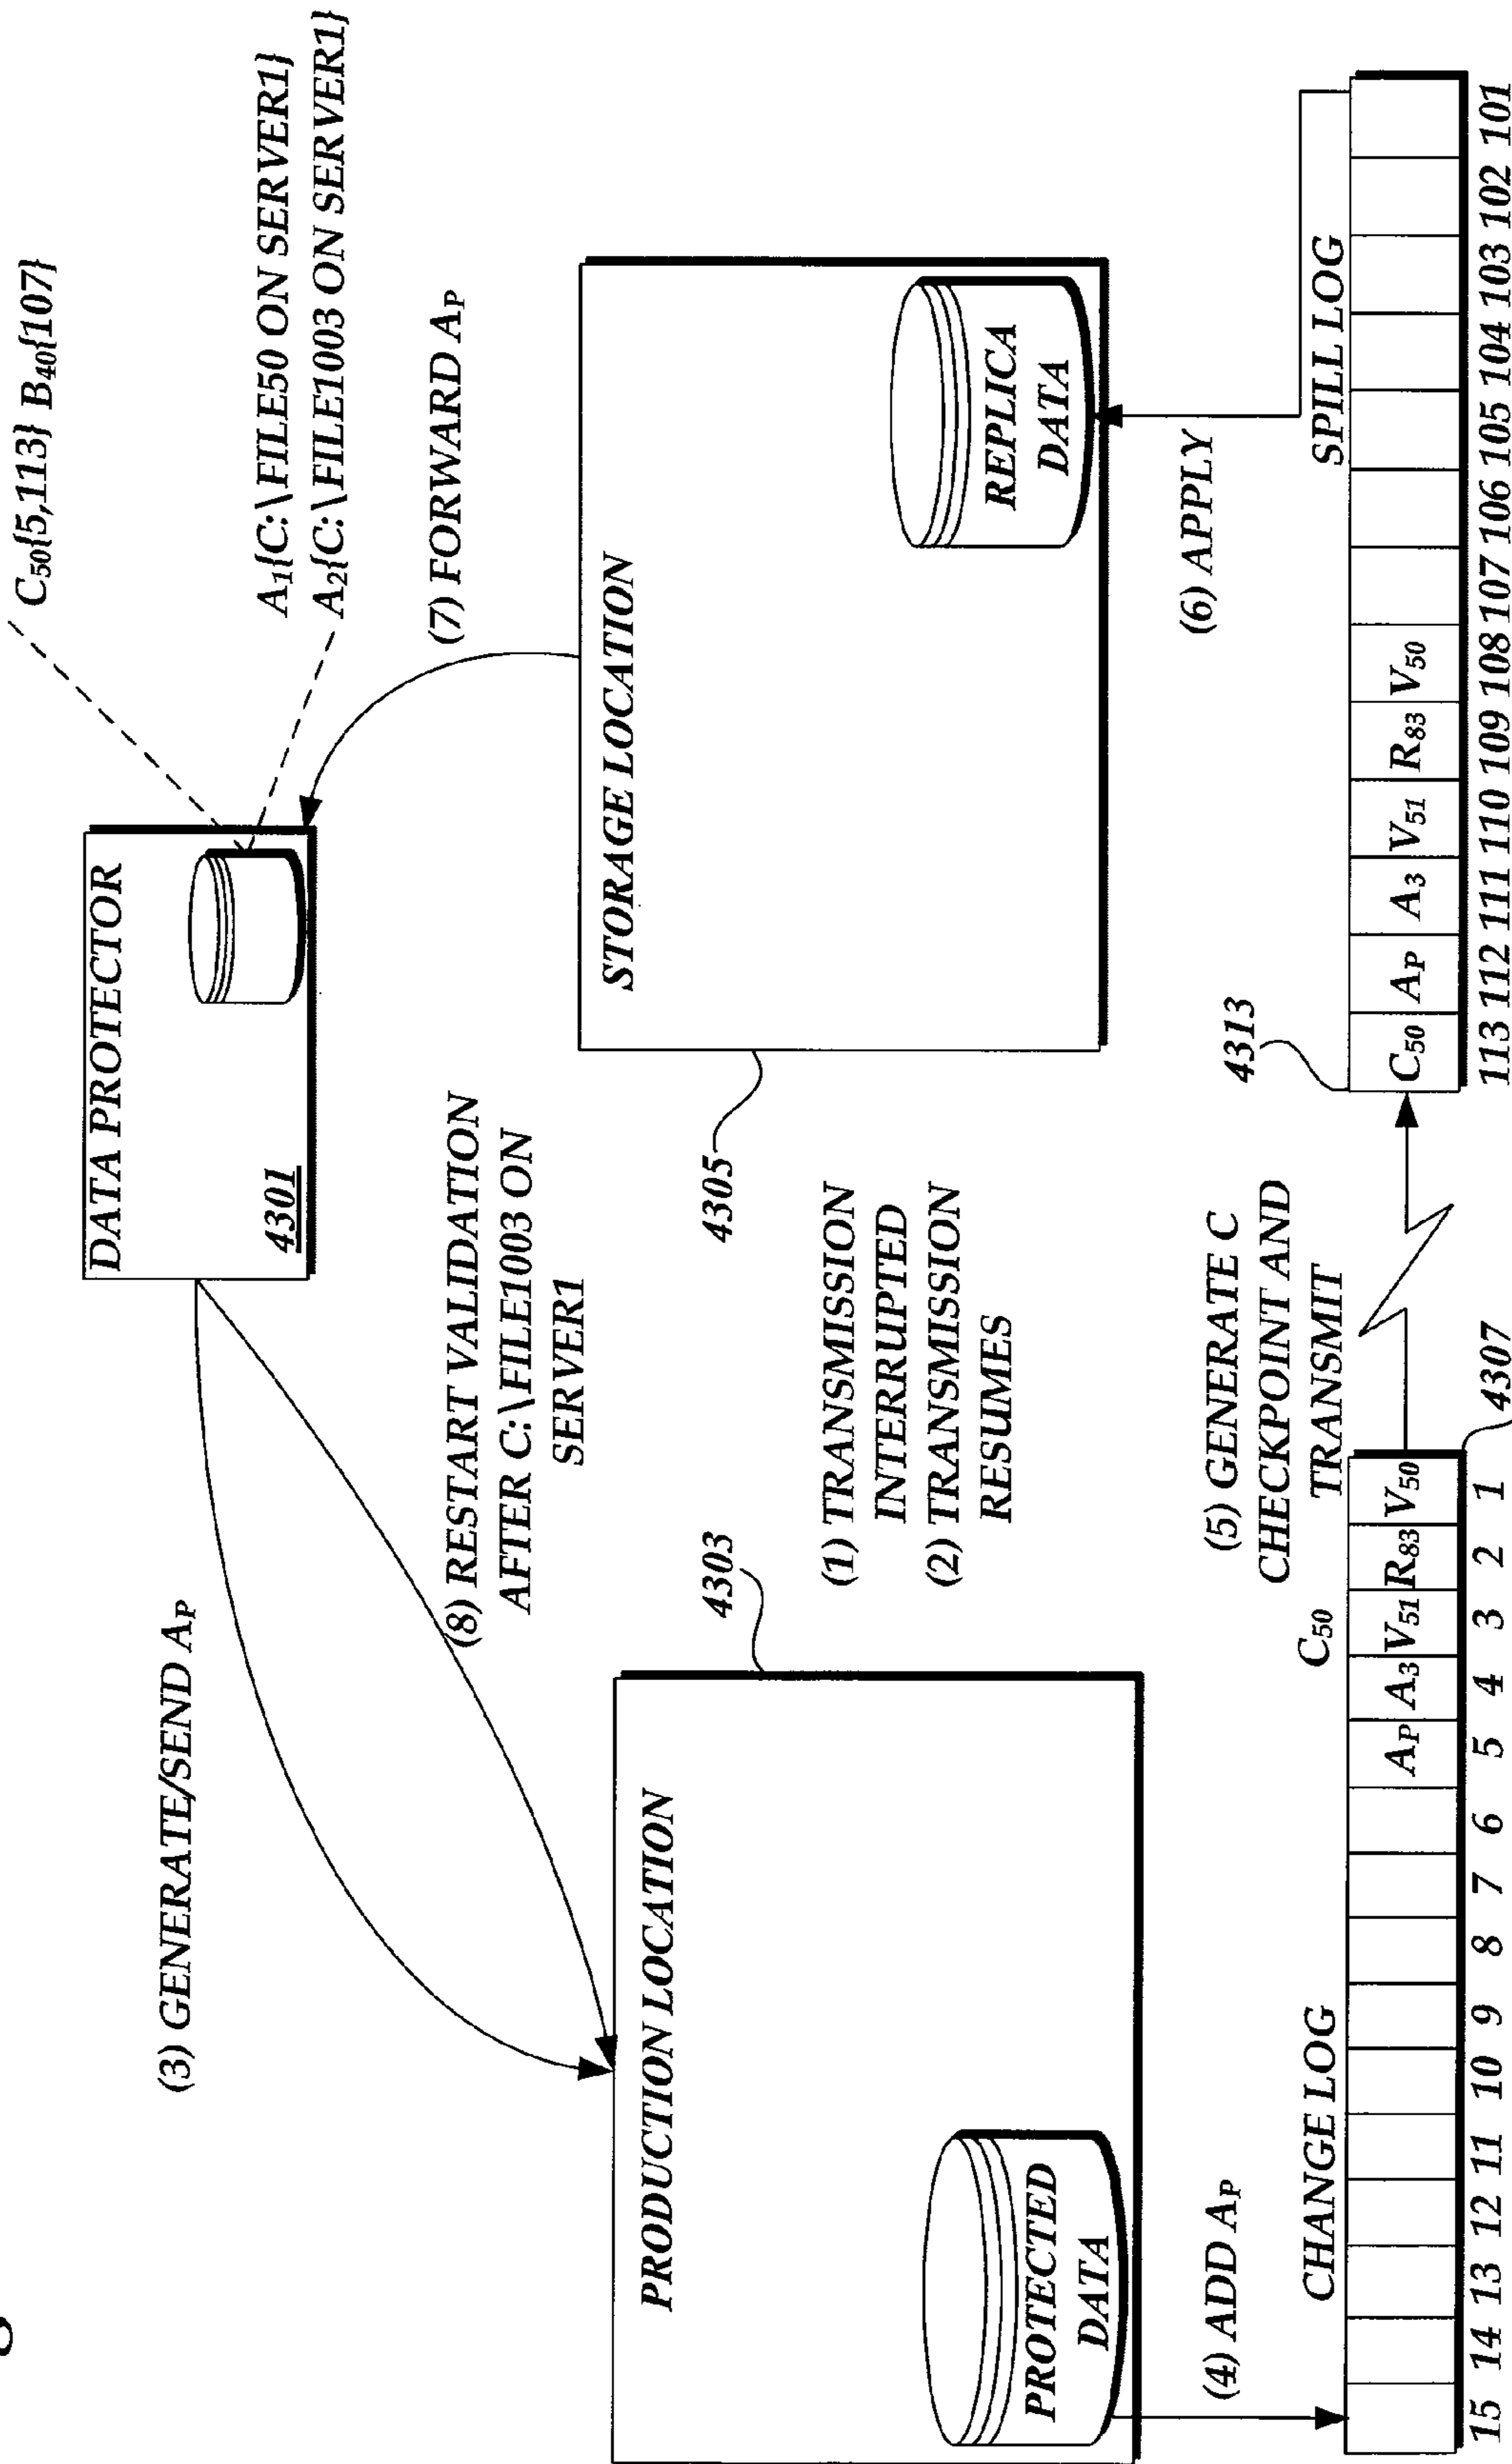 C50{5,113} B40{107}
A1{C:\FILE50 ON SERVER1}
A2{C:\FILE1003 ON SERVER1}
DATA PROTECTOR
4301
(3) GENERATE/SEND AP
(7) FORWARD AP
(8) RESTART VALIDATION
AFTER C:\FILE1003 ON
SERVER1
PRODUCTION LOCATION
4303
PROTECTED
DATA
STORAGE LOCATION
4305
REPLICA
DATA
(1) TRANSMISSION
INTERRUPTED
(2) TRANSMISSION
RESUMES
(4) ADD AP
(5) GENERATE C
CHECKPOINT AND
TRANSMIT
(6) APPLY
CHANGE LOG
C50
AP A3 V51 R83 V50
15 14 13 12 11 10 9 8 7 6 5 4 3 2 1
4307
4313
SPILL LOG
C50 AP A3 V51 R83 V50
113 112 111 110 109 108 107 106 105 104 103 102 101